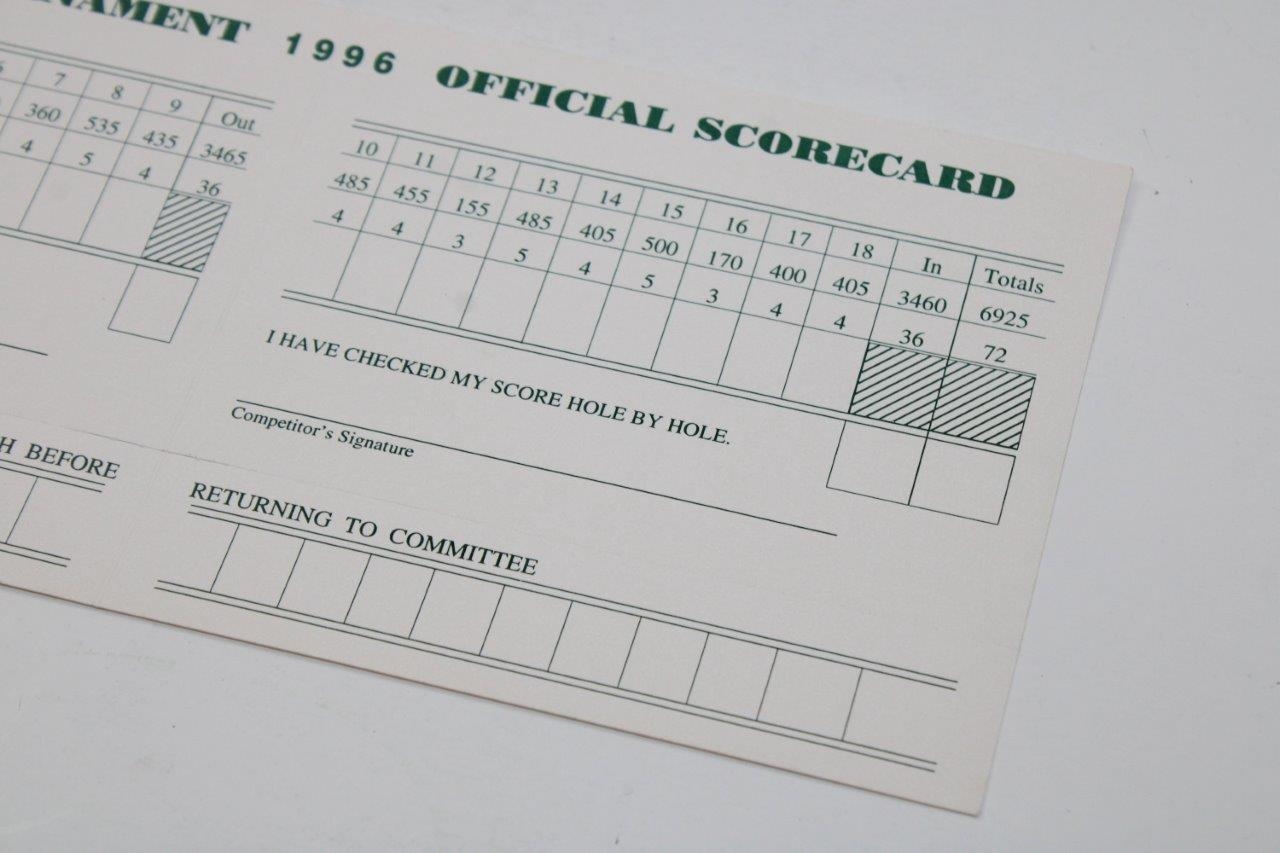 NAMENT 1996 OFFICIAL SCORECARD
7 8 9 Out
360 535 435 3465
4 5 4 36
10 11 12 13 14 15 16 17 18 In Totals
485 455 155 485 405 500 170 400 405 3460 6925
4 4 3 5 4 5 3 4 4 36 72
I HAVE CHECKED MY SCORE HOLE BY HOLE.
Competitor's Signature
H BEFORE
RETURNING TO COMMITTEE